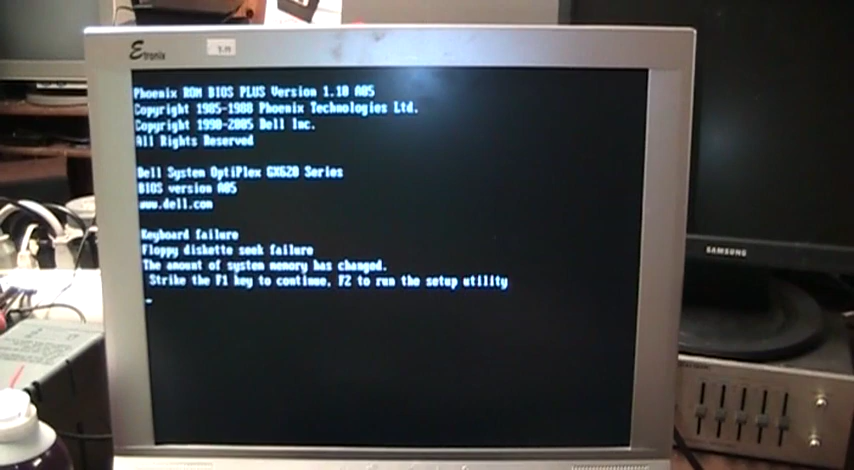 Etronix
Phoenix ROM BIOS PLUS Version 1.10 A05
Copyright 1985-1988 Phoenix Technologies Ltd.
Copyright 1990-2005 Dell Inc.
All Rights Reserved
Dell System OptiPlex GX620 Series
BIOS version A05
www.dell.com
Keyboard failure
Floppy diskette seek failure
The amount of system memory has changed.
Strike the F1 key to continue, F2 to run the setup utility
SAMSUNG